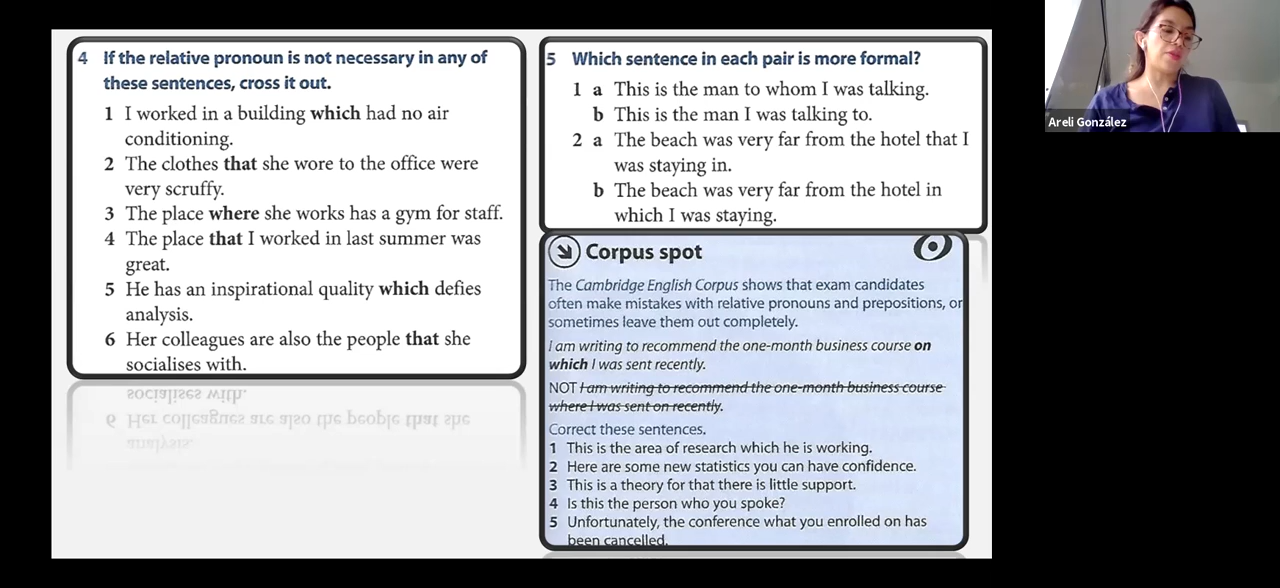 4 If the relative pronoun is not necessary in any of
these sentences, cross it out.
1 I worked in a building which had no air
conditioning.
2 The clothes that she wore to the office were
very scruffy.
3 The place where she works has a gym for staff.
4 The place that I worked in last summer was
great.
5 He has an inspirational quality which defies
analysis.
6 Her colleagues are also the people that she
socialises with.
socialises with.
6 Her colleagues are also the people that she
analysis.
5 Which sentence in each pair is more formal?
1 a This is the man to whom I was talking.
b This is the man I was talking to.
2 a The beach was very far from the hotel that I
was staying in.
b The beach was very far from the hotel in
which I was staying.
Corpus spot
The Cambridge English Corpus shows that exam candidates
often make mistakes with relative pronouns and prepositions, or
sometimes leave them out completely.
I am writing to recommend the one-month business course on
which I was sent recently.
NOT I am writing to recommend the one-month business course
where I was sent on recently.
Correct these sentences.
1 This is the area of research which he is working.
2 Here are some new statistics you can have confidence.
3 This is a theory for that there is little support.
4 Is this the person who you spoke?
5 Unfortunately, the conference what you enrolled on has
been cancelled.
Areli González